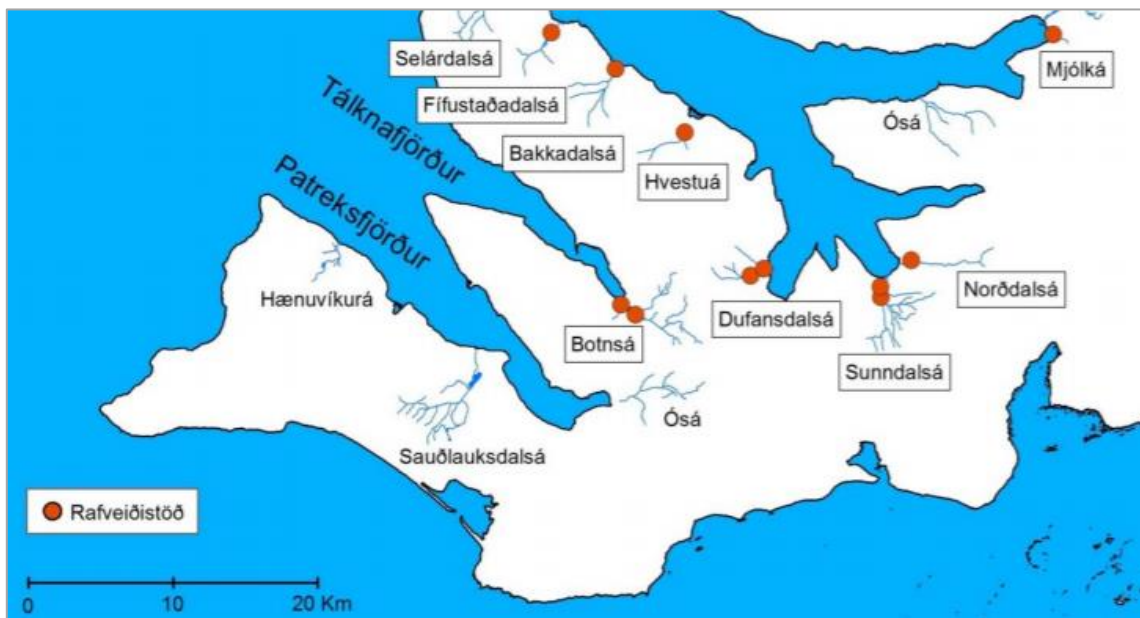 Selárdalsá
Mjólká
Tálknafjörður
Fífustaðadalsá
Ósá
Bakkadalsá
Hvestuá
Patreksfjörður
Hænuvíkurá
Norðdalsá
Dufansdalsá
Botnsá
Sunndalsá
Ósá
Sauðlauksdalsá
Rafveiðistöð
0 10 20 Km